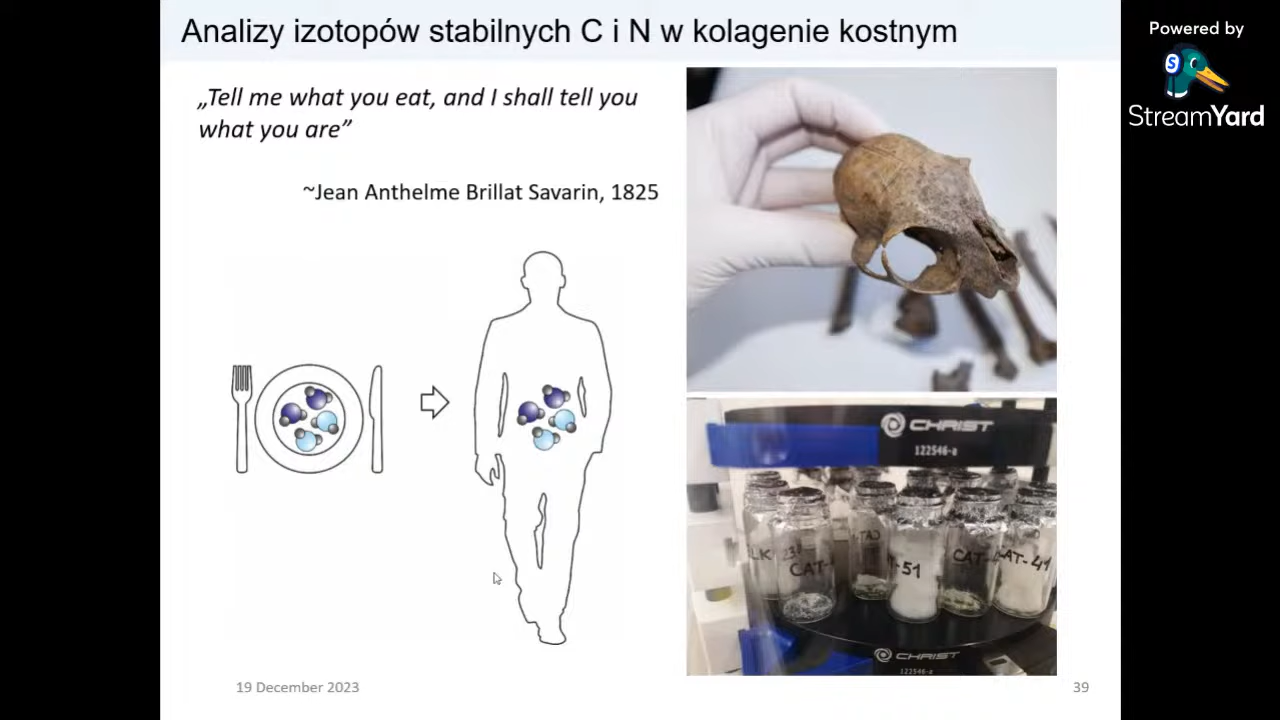 Analizy izotopów stabilnych C i N w kolagenie kostnym
„Tell me what you eat, and I shall tell you
what you are”
~Jean Anthelme Brillat Savarin, 1825
Powered by
S
StreamYard
CHRIST
122546-a
CAT-
-51
CAT-
AT-41
CHRIST
122546-a
19 December 2023
39